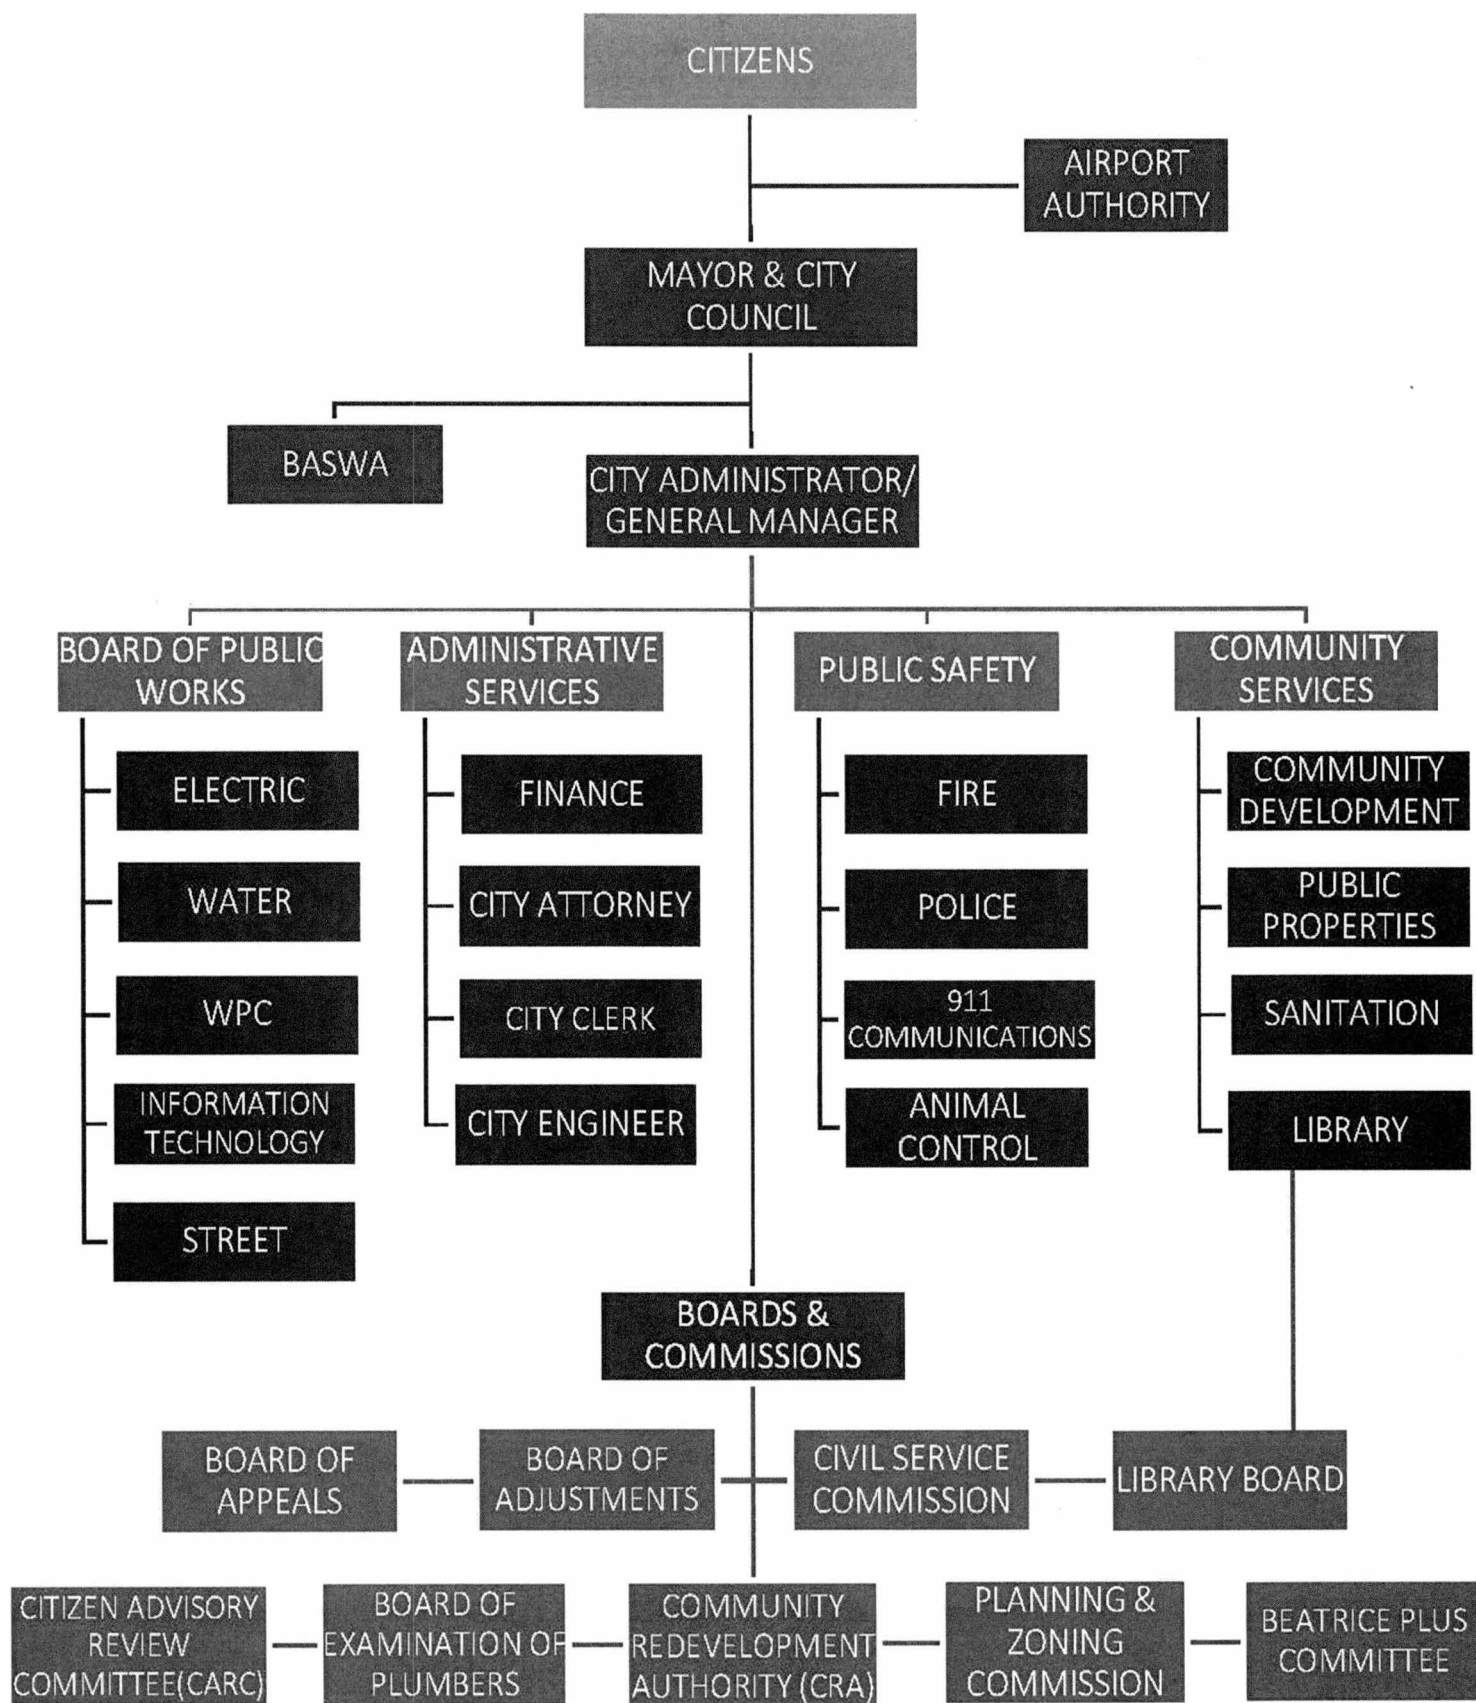 CITIZENS
AIRPORT
AUTHORITY
MAYOR & CITY
COUNCIL
BASWA
CITY ADMINISTRATOR/
GENERAL MANAGER
BOARD OF PUBLIC
WORKS
ELECTRIC
WATER
WPC
INFORMATION
TECHNOLOGY
STREET
ADMINISTRATIVE
SERVICES
FINANCE
CITY ATTORNEY
CITY CLERK
CITY ENGINEER
PUBLIC SAFETY
FIRE
POLICE
911
COMMUNICATIONS
ANIMAL
CONTROL
COMMUNITY
SERVICES
COMMUNITY
DEVELOPMENT
PUBLIC
PROPERTIES
SANITATION
LIBRARY
BOARDS &
COMMISSIONS
BOARD OF
APPEALS
BOARD OF
ADJUSTMENTS
CIVIL SERVICE
COMMISSION
LIBRARY BOARD
CITIZEN ADVISORY
REVIEW
COMMITTEE(CARC)
BOARD OF
EXAMINATION OF
PLUMBERS
COMMUNITY
REDEVELOPMENT
AUTHORITY (CRA)
PLANNING &
ZONING
COMMISSION
BEATRICE PLUS
COMMITTEE